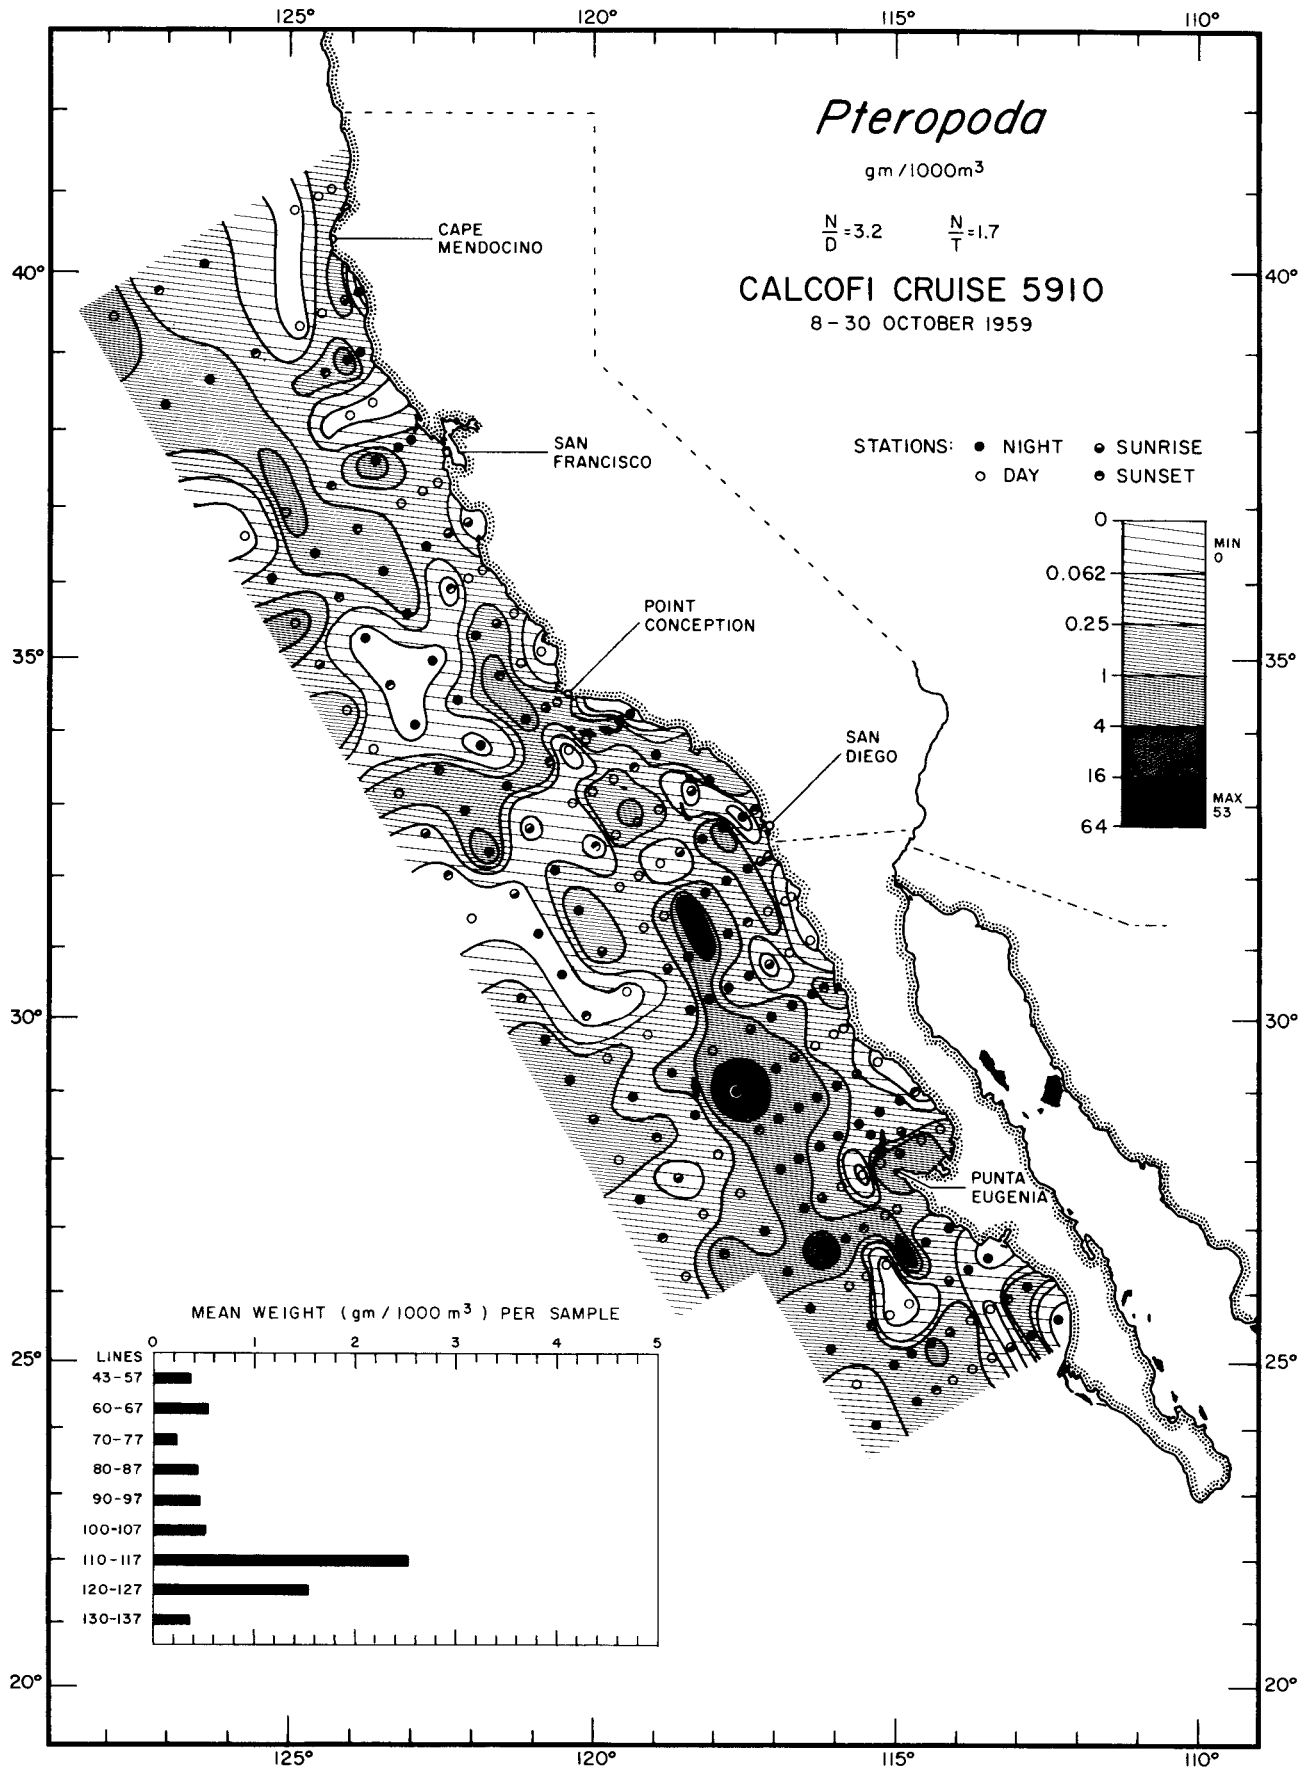 125°
120°
115°
110°
Pteropoda
gm/1000m³
N/D = 3.2
N/T = 1.7
CALCOFI CRUISE 5910
8-30 OCTOBER 1959
CAPE
MENDOCINO
40°
40°
STATIONS:
NIGHT
SUNRISE
DAY
SUNSET
SAN
FRANCISCO
0
MIN
0
0.062
0.25
1
4
16
64
MAX
53
POINT
CONCEPTION
35°
35°
SAN
DIEGO
30°
30°
PUNTA
EUGENIA
MEAN WEIGHT (gm/1000 m³) PER SAMPLE
0 1 2 3 4 5
LINES
43-57
60-67
70-77
80-87
90-97
100-107
110-117
120-127
130-137
25°
25°
20°
20°
125°
120°
115°
110°